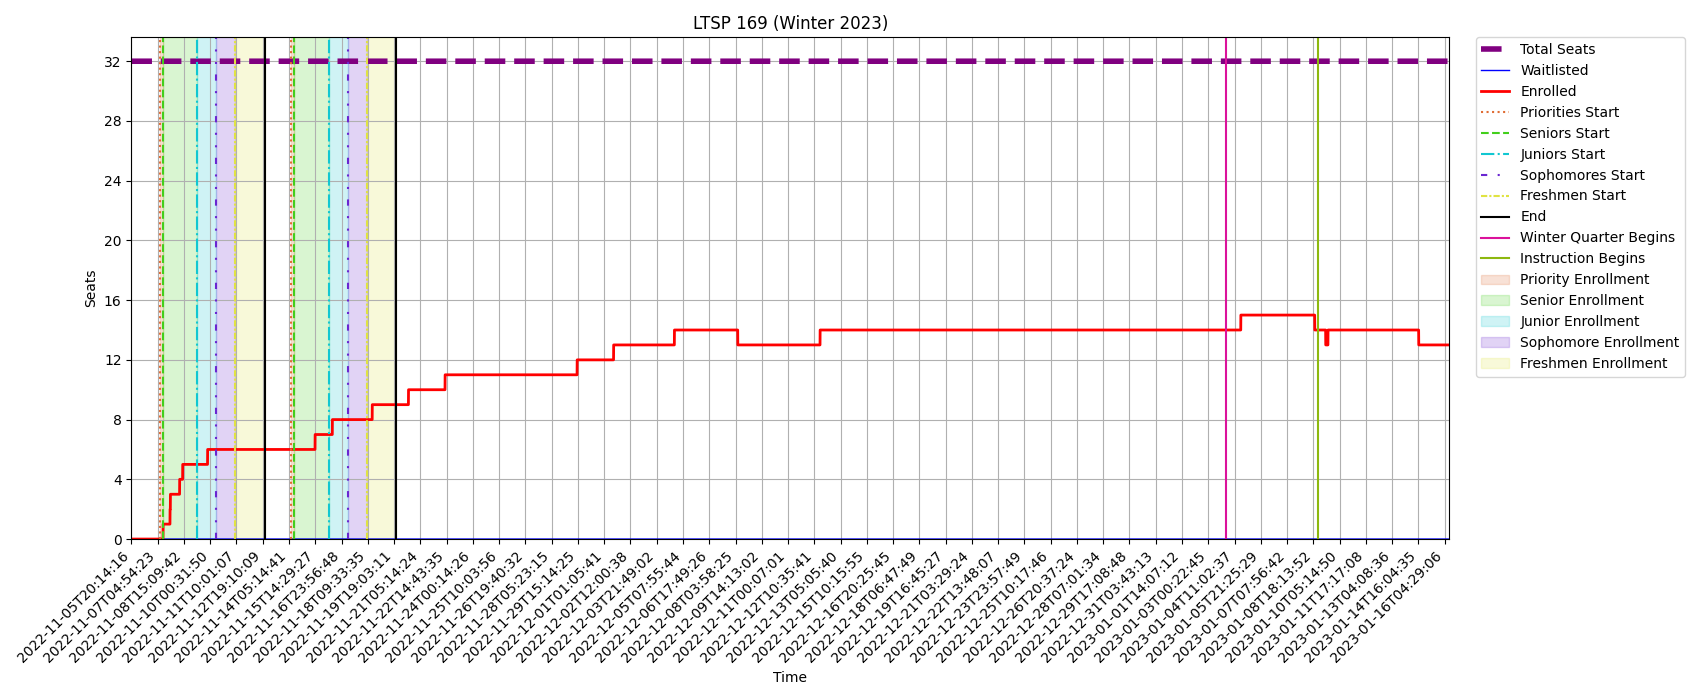 LTSP 169 (Winter 2023)
Seats
32
28
24
20
16
12
8
4
0
2022-11-05T20:14:16
2022-11-07T04:54:23
2022-11-08T15:09:42
2022-11-10T00:31:50
2022-11-11T10:01:07
2022-11-12T19:10:09
2022-11-14T05:14:41
2022-11-15T14:29:27
2022-11-16T23:56:48
2022-11-18T09:33:35
2022-11-19T19:03:11
2022-11-21T05:14:24
2022-11-22T14:43:35
2022-11-24T00:14:26
2022-11-25T10:03:56
2022-11-26T19:40:32
2022-11-28T05:23:15
2022-11-29T15:14:25
2022-12-01T01:05:41
2022-12-02T12:00:38
2022-12-03T21:49:02
2022-12-05T07:55:44
2022-12-06T17:49:26
2022-12-08T03:58:25
2022-12-09T14:13:02
2022-12-11T00:07:01
2022-12-12T10:35:41
2022-12-13T05:05:40
2022-12-15T10:15:55
2022-12-16T20:25:45
2022-12-18T06:47:49
2022-12-19T16:45:27
2022-12-21T03:29:24
2022-12-22T13:48:07
2022-12-23T23:57:49
2022-12-25T10:17:46
2022-12-26T20:37:24
2022-12-28T07:01:34
2022-12-29T17:08:48
2022-12-31T03:43:13
2023-01-01T14:07:12
2023-01-03T00:22:45
2023-01-04T11:02:37
2023-01-05T21:25:29
2023-01-07T07:56:42
2023-01-08T18:13:52
2023-01-10T05:14:50
2023-01-11T17:17:08
2023-01-13T04:08:36
2023-01-14T16:04:35
2023-01-16T04:29:06
Time
Total Seats
Waitlisted
Enrolled
Priorities Start
Seniors Start
Juniors Start
Sophomores Start
Freshmen Start
End
Winter Quarter Begins
Instruction Begins
Priority Enrollment
Senior Enrollment
Junior Enrollment
Sophomore Enrollment
Freshmen Enrollment